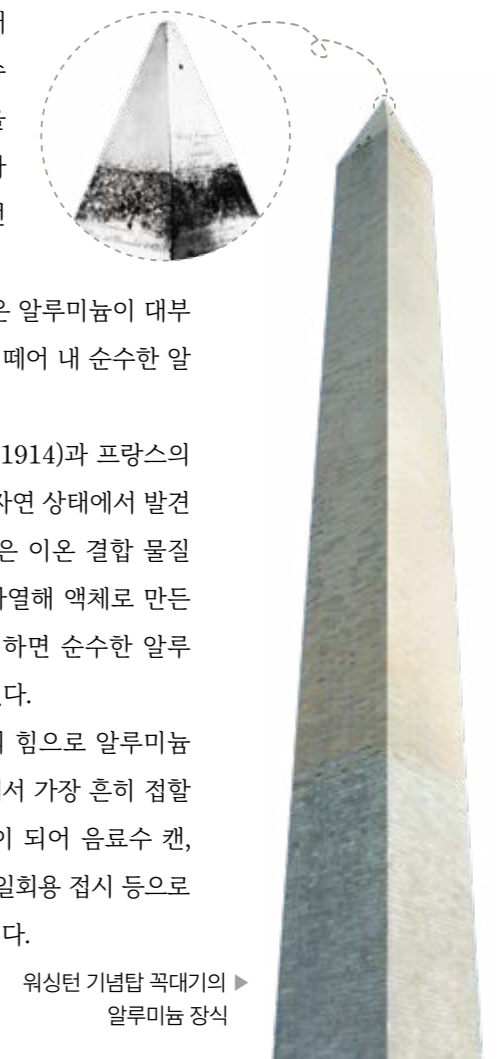 은 알루미늄이 대부
떼어 내 순수한 알
1914)과 프랑스의
자연 상태에서 발견
은 이온 결합 물질
가열해 액체로 만든
하면 순수한 알루
다.
힘으로 알루미늄
서 가장 흔히 접할
이 되어 음료수 캔,
일회용 접시 등으로
다.
워싱턴 기념탑 꼭대기의 ▶
알루미늄 장식